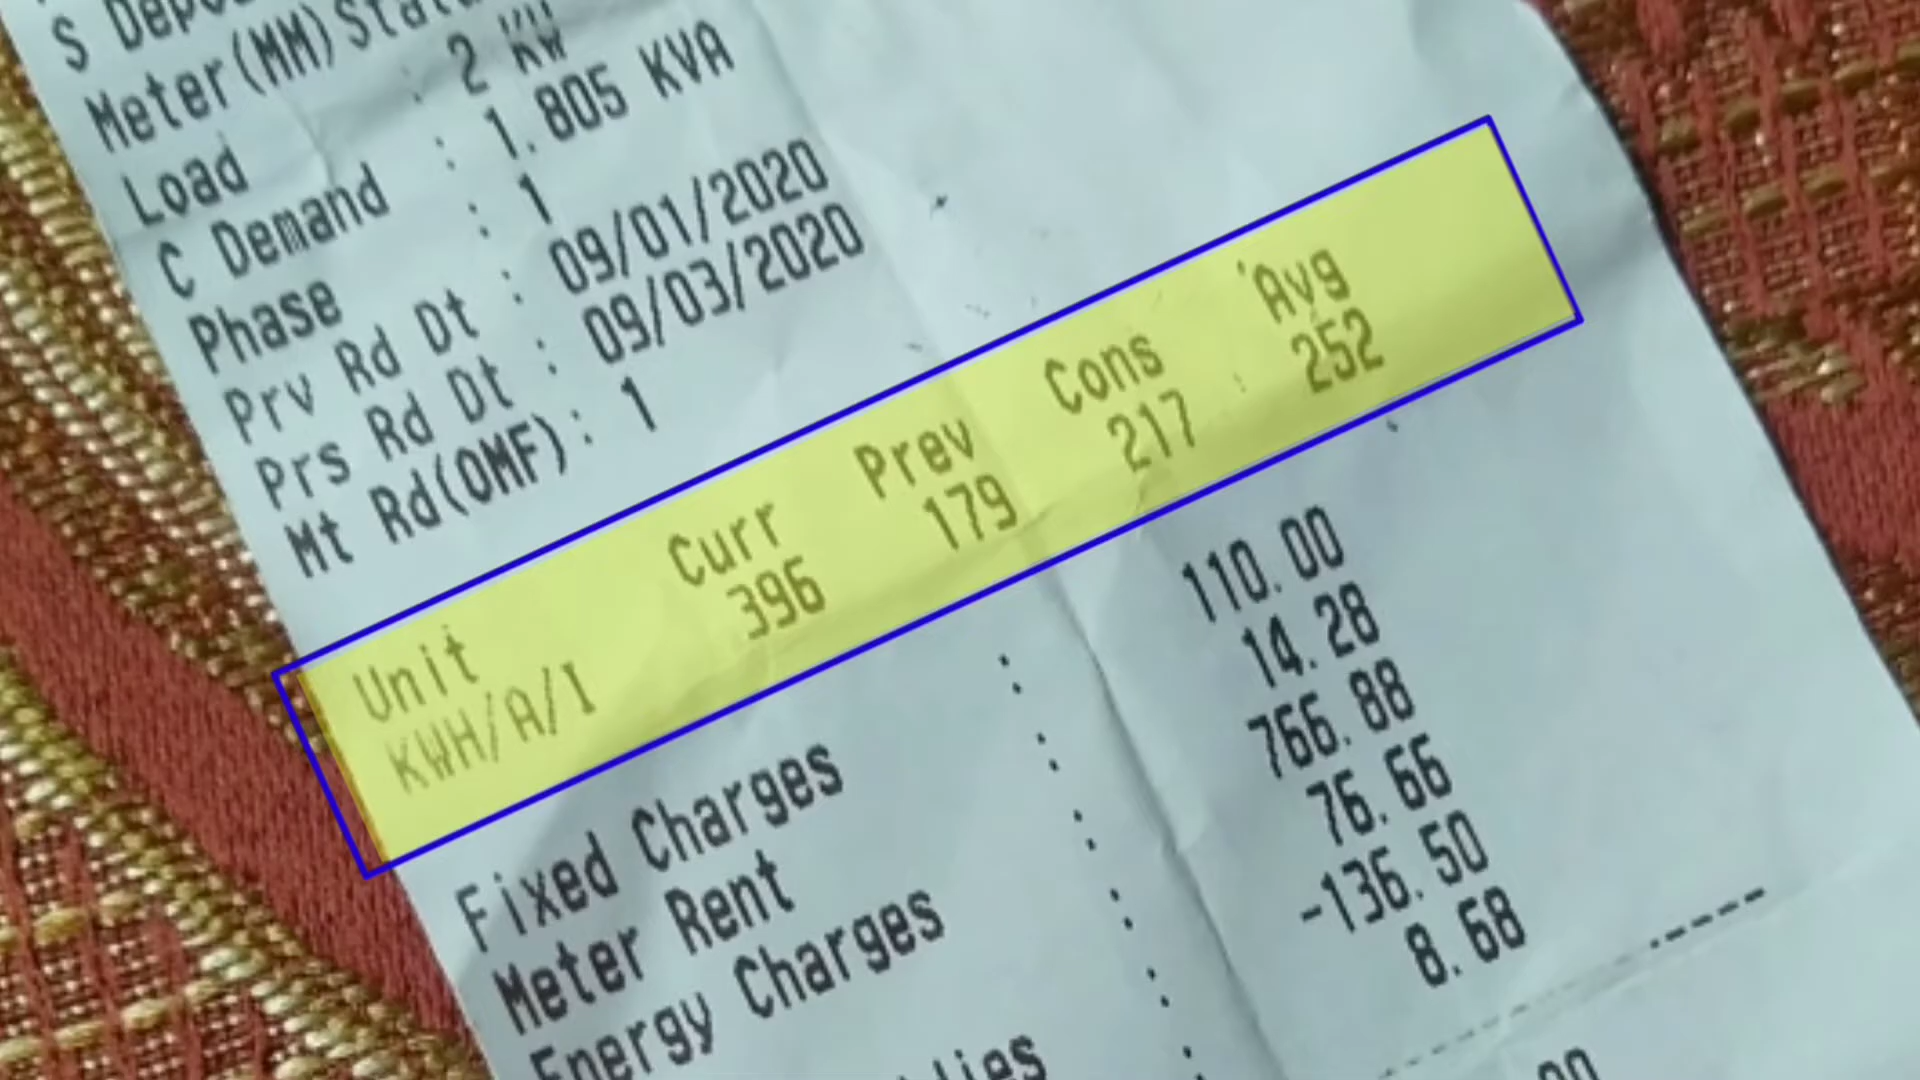 S
Meter(MM)
Load : 2 KW
C Demand : 1.805 KVA
Phase : 1
Prv Rd Dt : 09/01/2020
Prs Rd Dt : 09/03/2020
Mt Rd(OMF): 1
Unit Curr Prev Cons Avg
KWH/A/I 396 179 217 252
Fixed Charges : 110.00
Meter Rent : 14.28
Energy Charges : 766.88
: 76.66
: -136.50
: 8.68